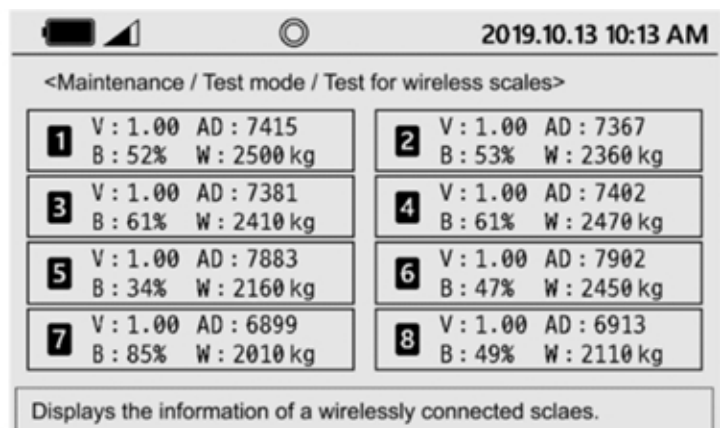 2019.10.13 10:13 AM
<Maintenance / Test mode / Test for wireless scales>
1 V : 1.00 AD : 7415
B : 52% W : 2500 kg
2 V : 1.00 AD : 7367
B : 53% W : 2360 kg
3 V : 1.00 AD : 7381
B : 61% W : 2410 kg
4 V : 1.00 AD : 7402
B : 61% W : 2470 kg
5 V : 1.00 AD : 7883
B : 34% W : 2160 kg
6 V : 1.00 AD : 7902
B : 47% W : 2450 kg
7 V : 1.00 AD : 6899
B : 85% W : 2010 kg
8 V : 1.00 AD : 6913
B : 49% W : 2110 kg
Displays the information of a wirelessly connected sclaes.